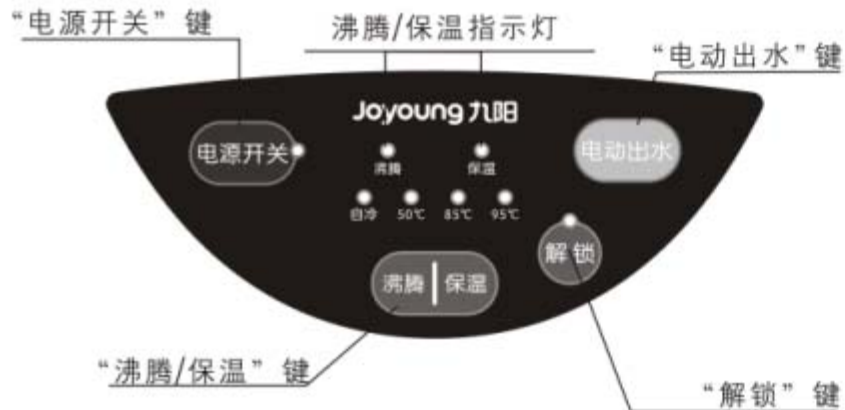 “电源开关”键
沸腾/保温指示灯
“电动出水”键
Joyoung 九阳
电源开关
沸腾
保温
电动出水
自冷 50℃ 85℃ 95℃
解锁
沸腾 保温
“沸腾/保温”键
“解锁”键